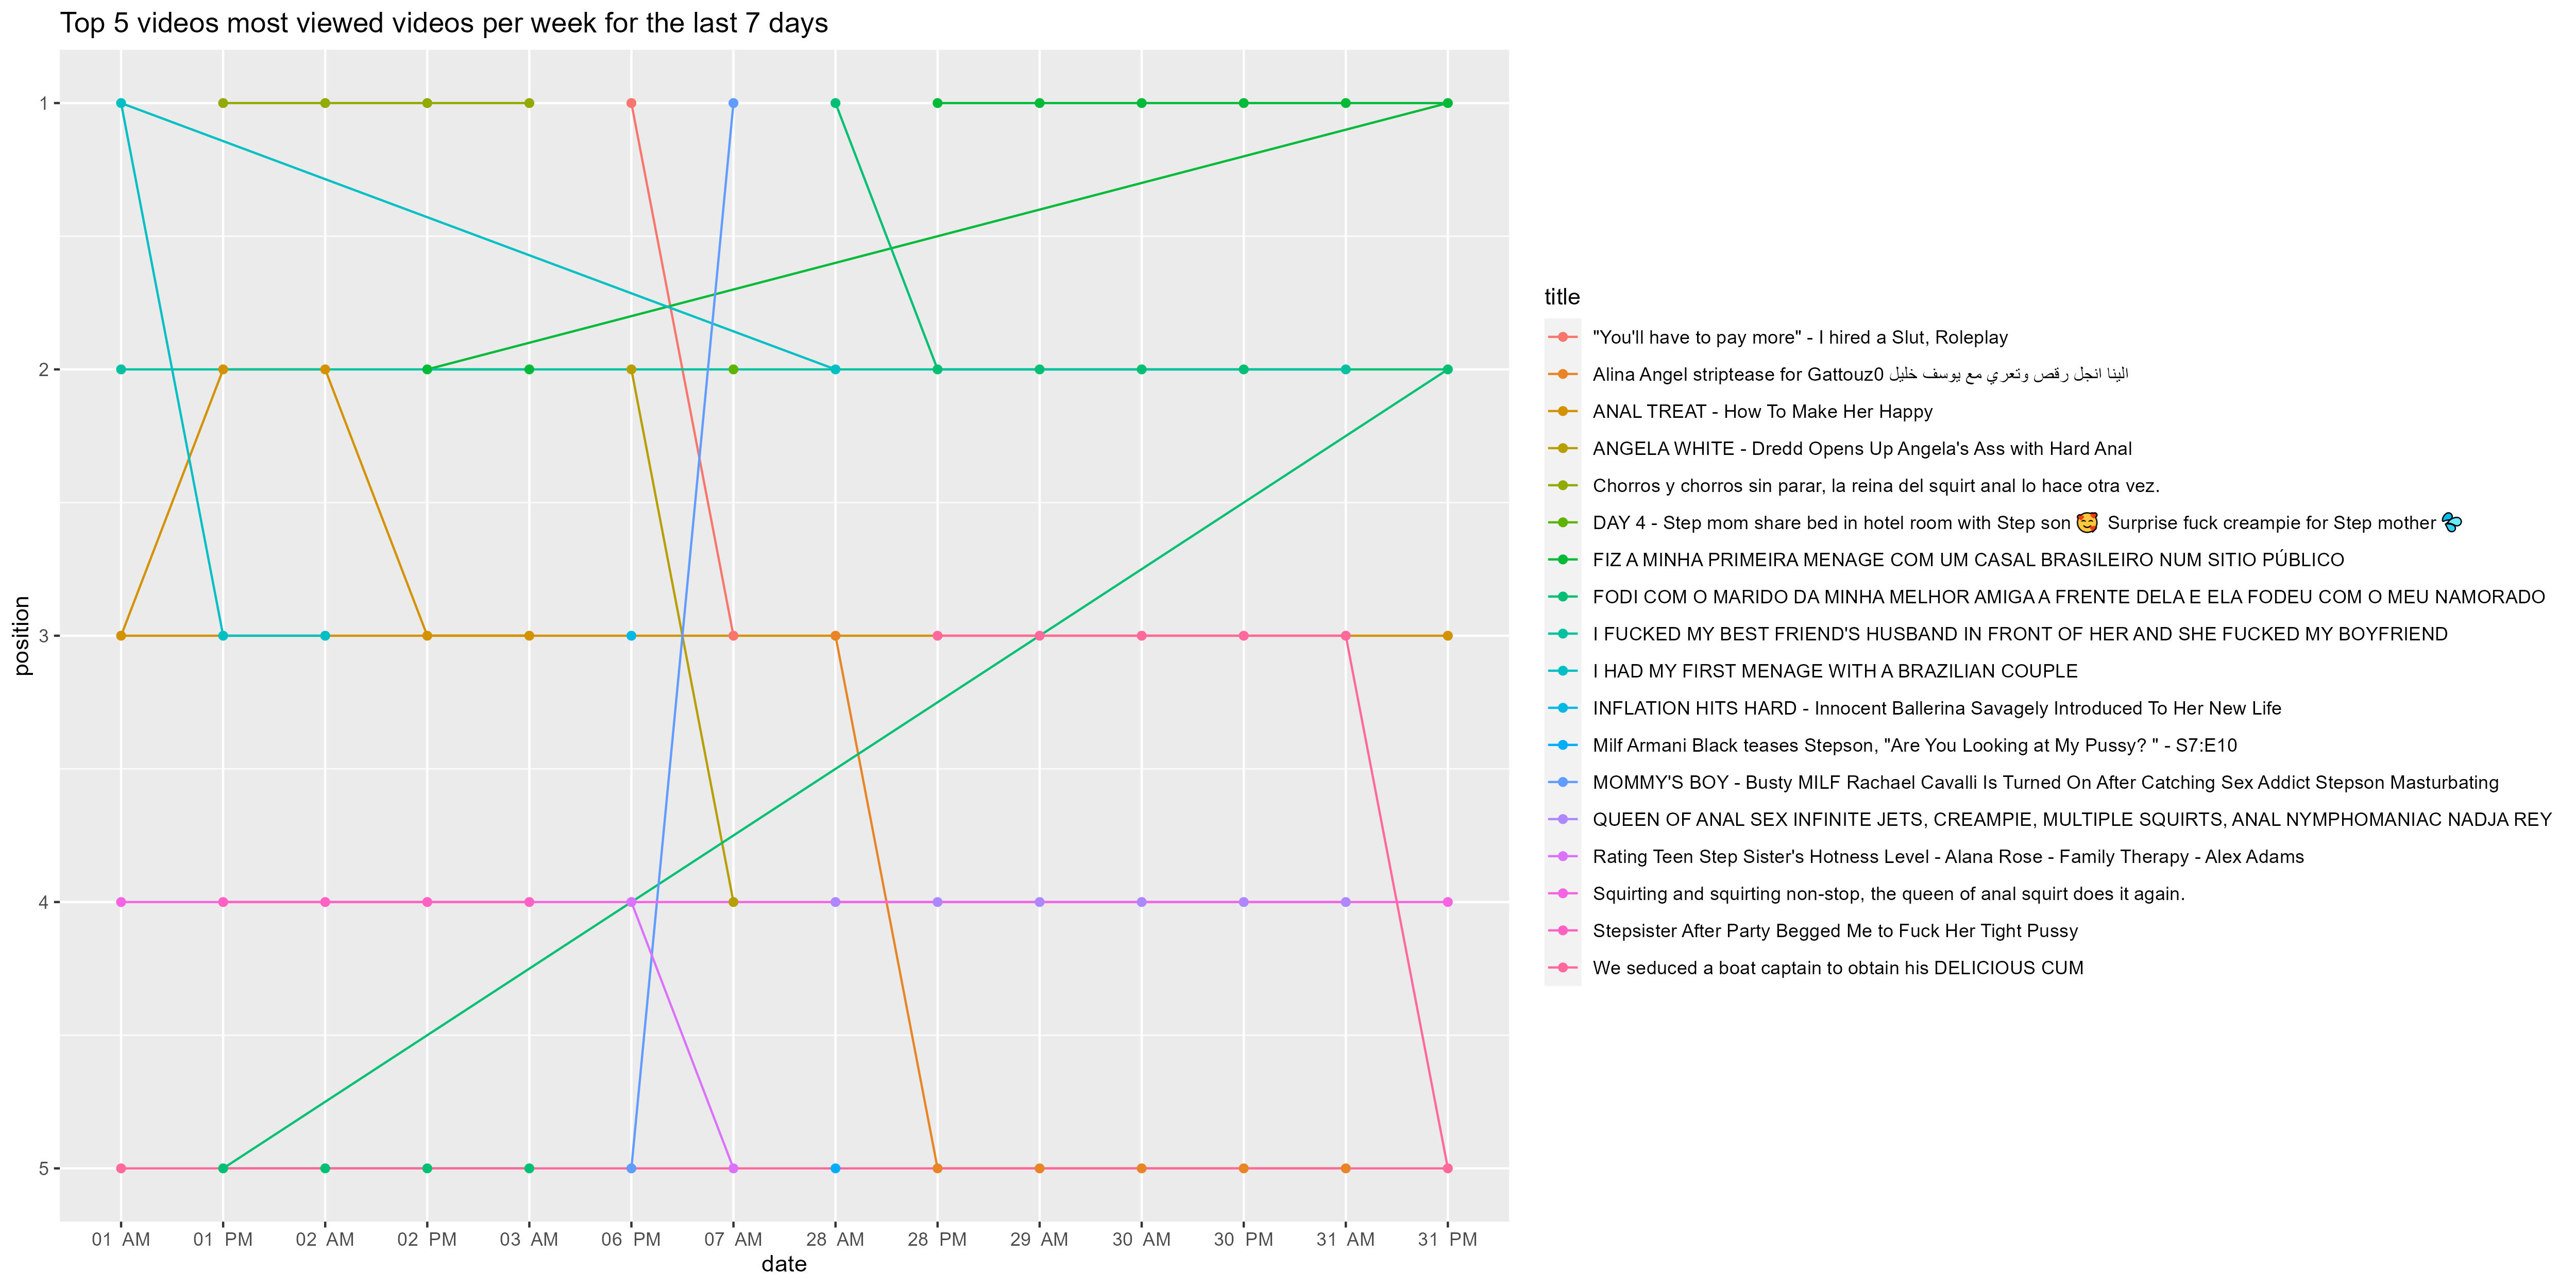 Top 5 videos most viewed videos per week for the last 7 days
position
1
2
3
4
5
01 AM
01 PM
02 AM
02 PM
03 AM
06 PM
07 AM
28 AM
28 PM
29 AM
30 AM
30 PM
31 AM
31 PM
date
title
"You'll have to pay more" - I hired a Slut, Roleplay
Alina Angel striptease for Gattouz0 الينا انجل رقص وتعري مع يوسف خليل
ANAL TREAT - How To Make Her Happy
ANGELA WHITE - Dredd Opens Up Angela's Ass with Hard Anal
Chorros y chorros sin parar, la reina del squirt anal lo hace otra vez.
DAY 4 - Step mom share bed in hotel room with Step son 🥰 Surprise fuck creampie for Step mother 💦
FIZ A MINHA PRIMEIRA MENAGE COM UM CASAL BRASILEIRO NUM SITIO PÚBLICO
FODI COM O MARIDO DA MINHA MELHOR AMIGA A FRENTE DELA E ELA FODEU COM O MEU NAMORADO
I FUCKED MY BEST FRIEND'S HUSBAND IN FRONT OF HER AND SHE FUCKED MY BOYFRIEND
I HAD MY FIRST MENAGE WITH A BRAZILIAN COUPLE
INFLATION HITS HARD - Innocent Ballerina Savagely Introduced To Her New Life
Milf Armani Black teases Stepson, "Are You Looking at My Pussy? " - S7:E10
MOMMY'S BOY - Busty MILF Rachael Cavalli Is Turned On After Catching Sex Addict Stepson Masturbating
QUEEN OF ANAL SEX INFINITE JETS, CREAMPIE, MULTIPLE SQUIRTS, ANAL NYMPHOMANIAC NADJA REY
Rating Teen Step Sister's Hotness Level - Alana Rose - Family Therapy - Alex Adams
Squirting and squirting non-stop, the queen of anal squirt does it again.
Stepsister After Party Begged Me to Fuck Her Tight Pussy
We seduced a boat captain to obtain his DELICIOUS CUM